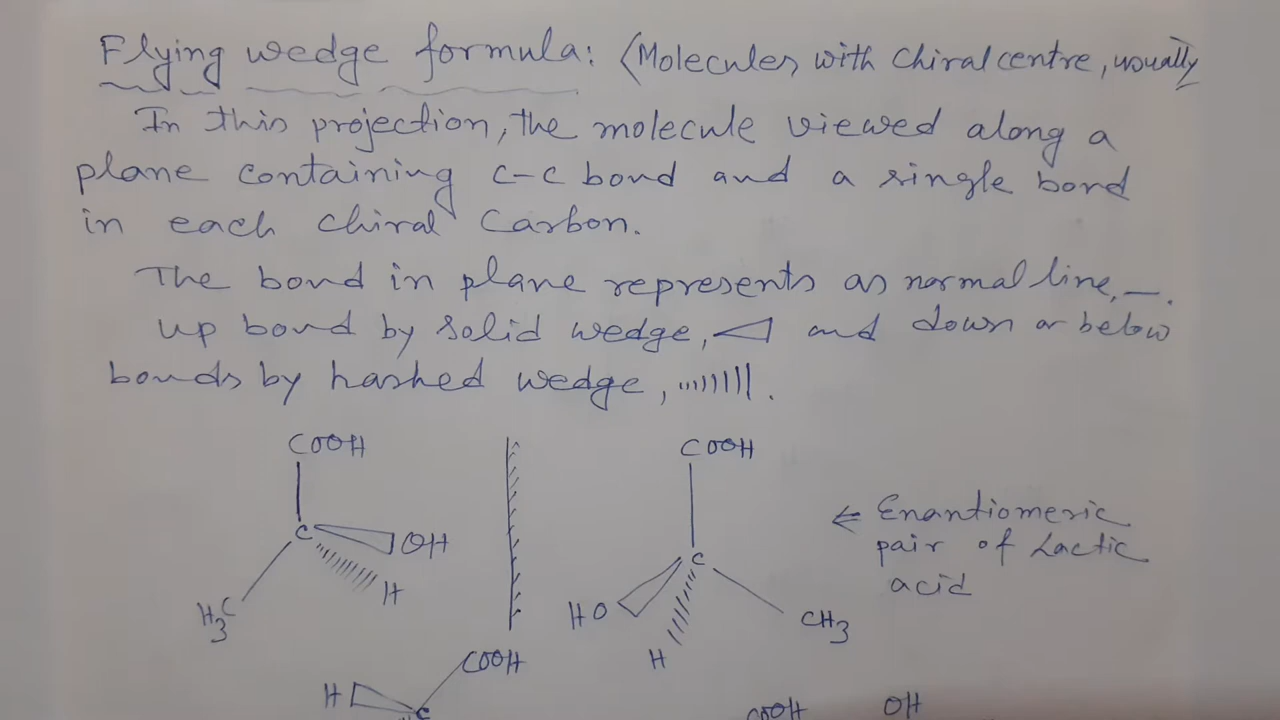 Flying wedge formula: (Molecules with chiral centre, usually
In this projection, the molecule viewed along a
plane containing C-C bond and a single bond
in each chiral carbon.
The bond in plane represents as normal line, —.
up bond by solid wedge, and down or below
bonds by hashed wedge, .
COOH
C
OH
H
H3C
COOH
C
HO
H
CH3
⇐ Enantiomeric
pair of Lactic
acid
COOH
H
C
COOH
OH